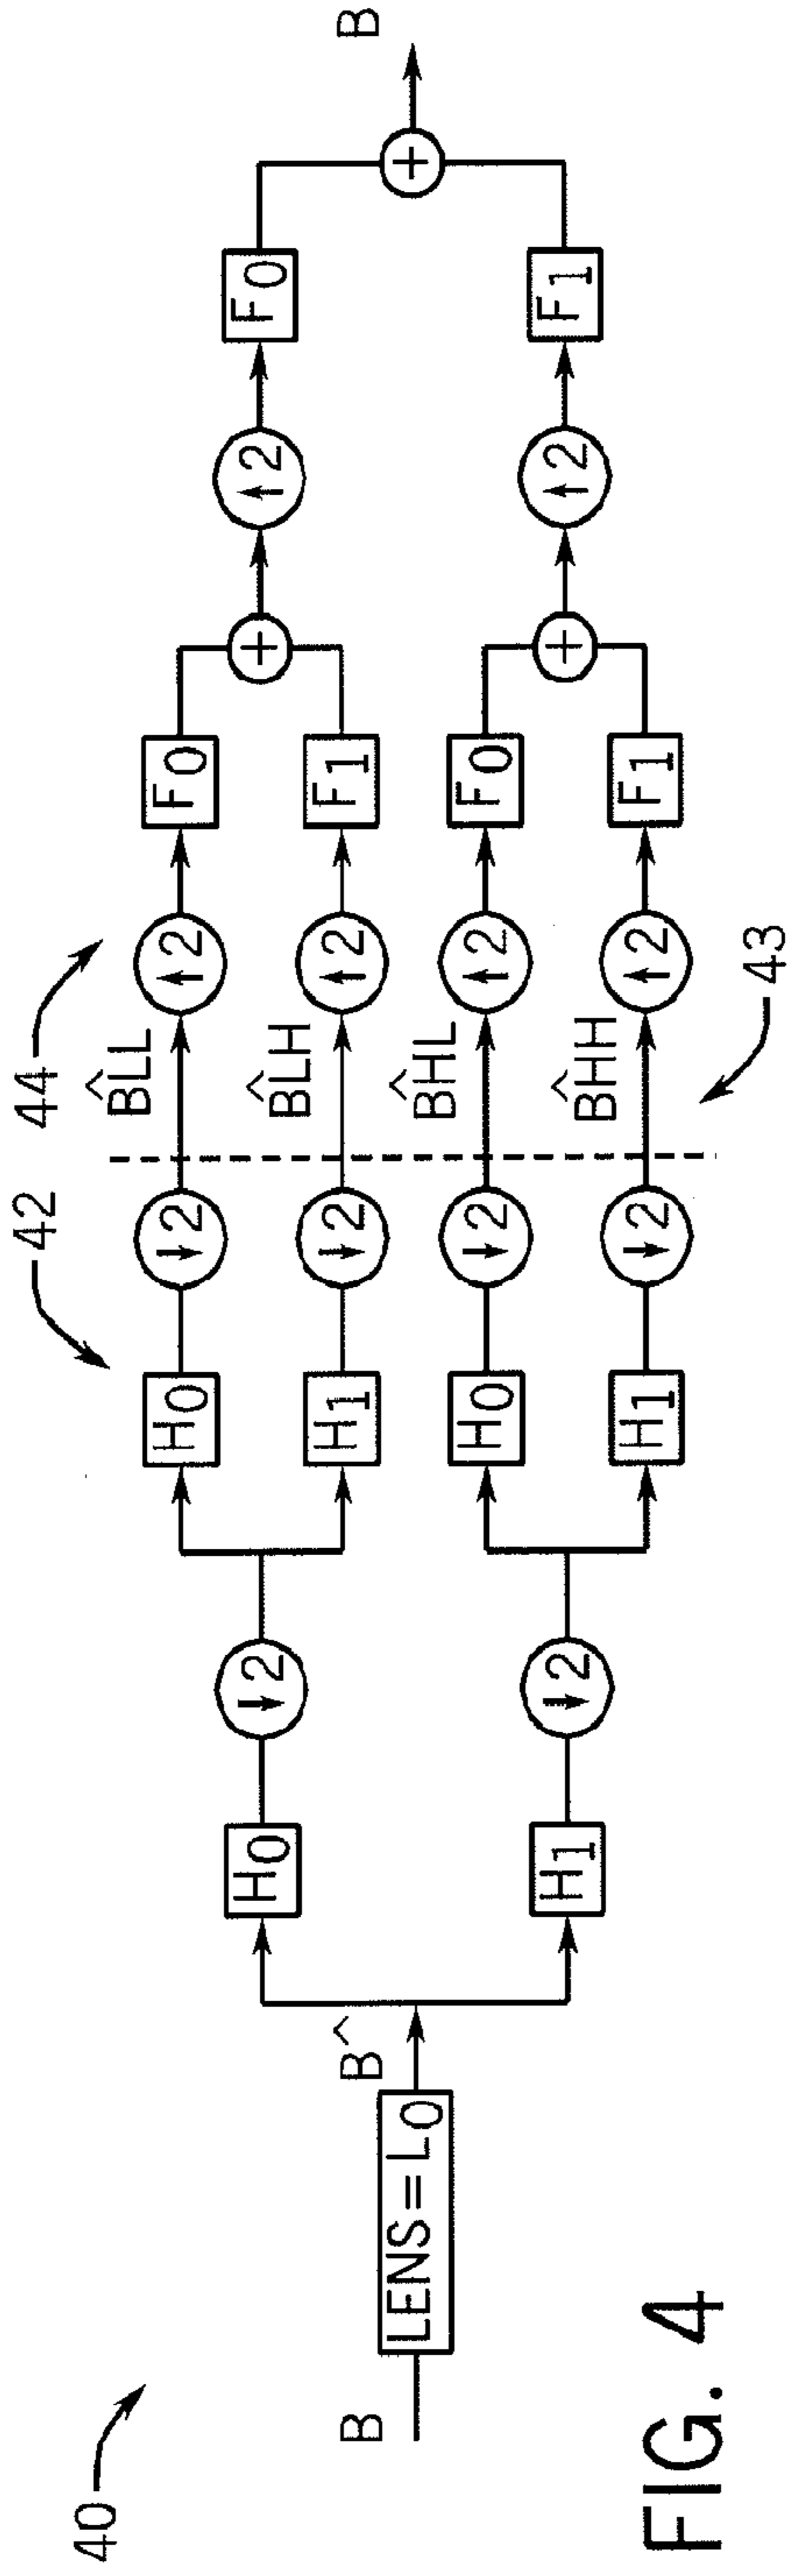 42 44
40
B̂LL
H0 ↓2 ↑2 F0
H0 ↓2 + ↑2 F0
B̂LH
H1 ↓2 ↑2 F1
B B^ B
LENS=L0 +
B̂HL
H0 ↓2 ↑2 F0
H1 ↓2 + ↑2 F1
B̂HH
H1 ↓2 ↑2 F1
43
FIG. 4